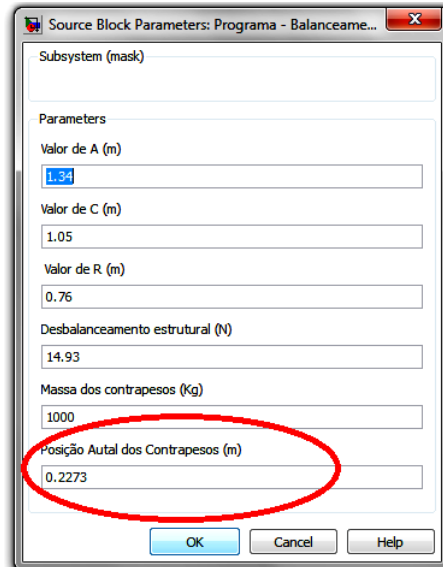 Source Block Parameters: Programa - Balanceame...
Subsystem (mask)
Parameters
Valor de A (m)
1.34
Valor de C (m)
1.05
Valor de R (m)
0.76
Desbalanceamento estrutural (N)
14.93
Massa dos contrapesos (Kg)
1000
Posição Autal dos Contrapesos (m)
0.2273
OK Cancel Help